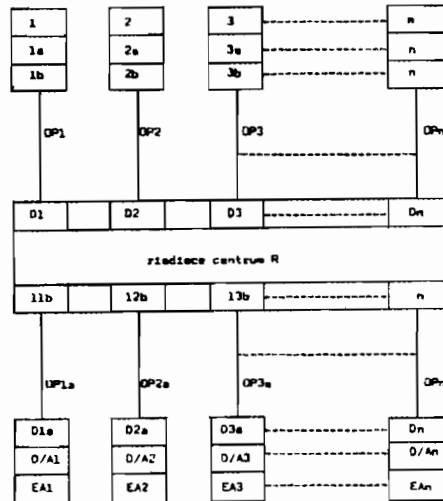 1 2 3 m
1a 2a 3a n
1b 2b 3b n
OP1 OP2 OP3 OPn
D1 D2 D3 Dn
riadiece centrum R
11b 12b 13b n
OP1a OP2a OP3a OPn
D1a D2a D3a Dn
D/A1 D/A2 D/A3 D/An
EA1 EA2 EA3 EAn